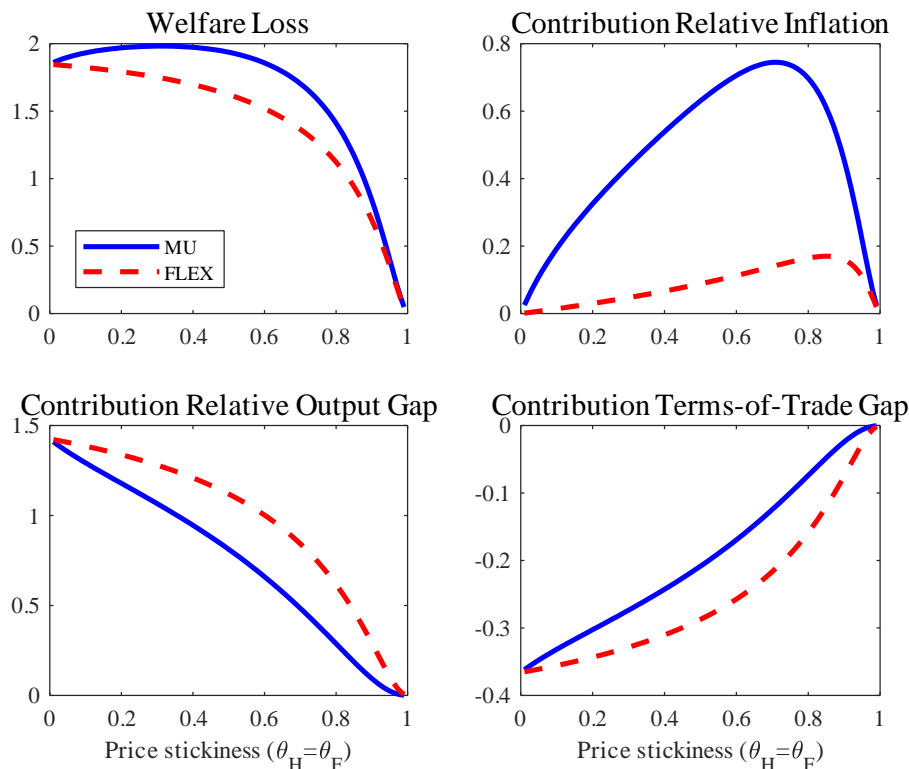 Welfare Loss
2
1.5
1
0.5
0
0 0.2 0.4 0.6 0.8 1
MU
FLEX
Contribution Relative Inflation
0.8
0.6
0.4
0.2
0
0 0.2 0.4 0.6 0.8 1
Contribution Relative Output Gap
1.5
1
0.5
0
0 0.2 0.4 0.6 0.8 1
Price stickiness (θ_H=θ_F)
Contribution Terms-of-Trade Gap
0
-0.1
-0.2
-0.3
-0.4
0 0.2 0.4 0.6 0.8 1
Price stickiness (θ_H=θ_F)